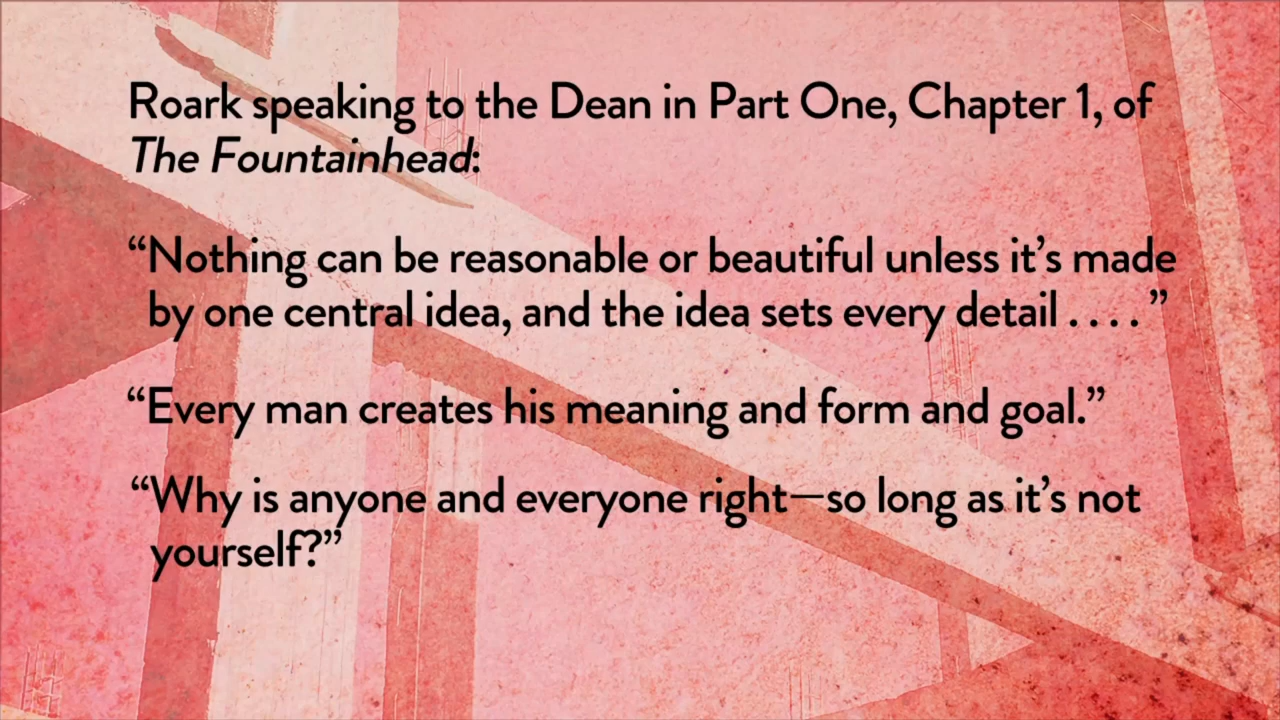 Roark speaking to the Dean in Part One, Chapter 1, of
The Fountainhead:
“Nothing can be reasonable or beautiful unless it’s made
by one central idea, and the idea sets every detail . . . . ”
“Every man creates his meaning and form and goal.”
“Why is anyone and everyone right—so long as it’s not
yourself?”